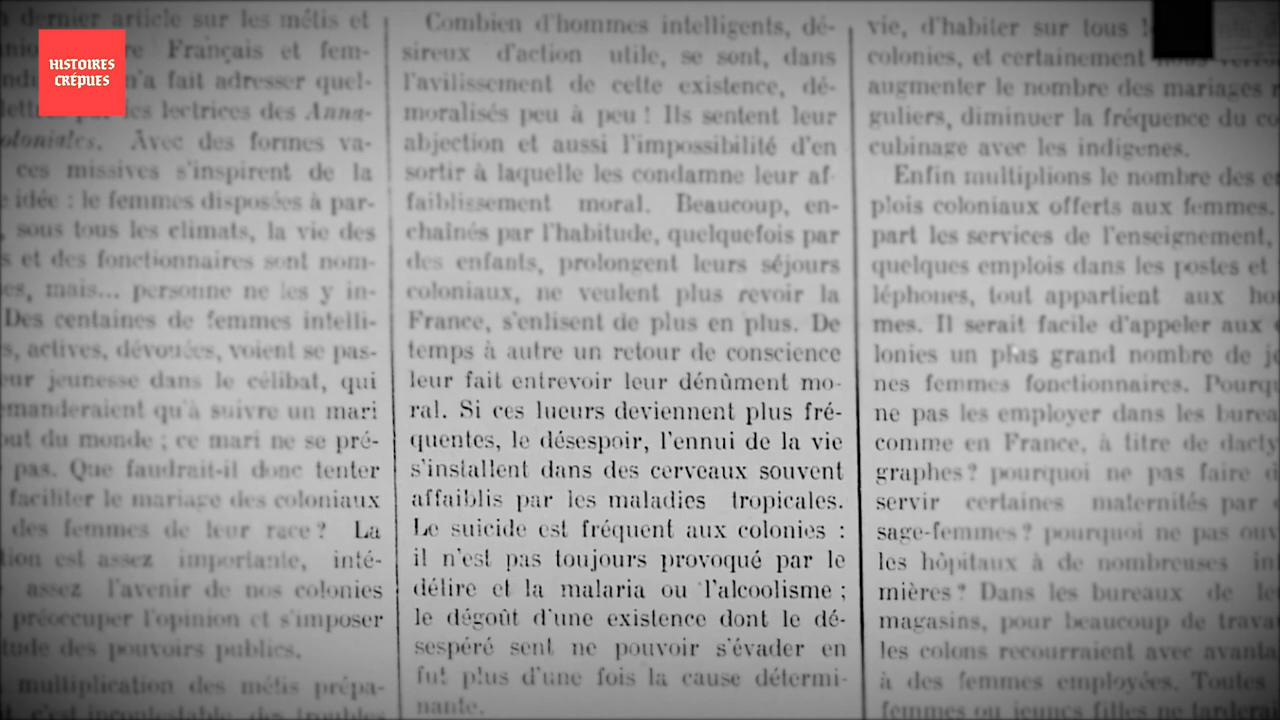 HISTOIRES
CRÉPUES
dernier article sur les métis et
Français et fem-
n'a fait adresser quel-
lectrices des Anna-
oloniales. Avec des formes va-
ces missives s'inspirent de la
idée : le femmes disposées à par-
sous tous les climats, la vie des
s et des fonctionnaires sont nom-
es, mais... personne ne les y in-
Des centaines de femmes intelli-
s, actives, dévouées, voient se pas-
eur jeunesse dans le célibat, qui
emanderaient qu'à suivre un mari
out du monde ; ce mari ne se pré-
pas. Que faudrait-il donc tenter
faciliter le mariage des coloniaux
des femmes de leur race ? La
tion est assez importante, inté-
assez l'avenir de nos colonies
préoccuper l'opinion et s'imposer
tude des pouvoirs publics.
multiplication des métis prépa-
c'est incontestable, des troubles
Combien d'hommes intelligents, dé-
sireux d'action utile, se sont, dans
l'avilissement de cette existence, dé-
moralisés peu à peu ! Ils sentent leur
abjection et aussi l'impossibilité d'en
sortir à laquelle les condamne leur af-
faiblissement moral. Beaucoup, en-
chaînés par l'habitude, quelquefois par
des enfants, prolongent leurs séjours
coloniaux, ne veulent plus revoir la
France, s'enlisent de plus en plus. De
temps à autre un retour de conscience
leur fait entrevoir leur dénûment mo-
ral. Si ces lueurs deviennent plus fré-
quentes, le désespoir, l'ennui de la vie
s'installent dans des cerveaux souvent
affaiblis par les maladies tropicales.
Le suicide est fréquent aux colonies :
il n'est pas toujours provoqué par le
délire et la malaria ou l'alcoolisme ;
le dégoût d'une existence dont le dé-
sespéré sent ne pouvoir s'évader en
fut plus d'une fois la cause détermi-
nante.
vie, d'habiter sur tous
colonies, et certainement
augmenter le nombre des mariages r
guliers, diminuer la fréquence du co
cubinage avec les indigènes.
Enfin multiplions le nombre des e
plois coloniaux offerts aux femmes.
part les services de l'enseignement,
quelques emplois dans les postes et
léphones, tout appartient aux ho
mes. Il serait facile d'appeler aux
lonies un plus grand nombre de je
nes femmes fonctionnaires. Pourq
ne pas les employer dans les burea
comme en France, à titre de dacty
graphes ? pourquoi ne pas faire d
servir certaines maternités par
sage-femmes ? pourquoi ne pas ouv
les hôpitaux à de nombreuses in
mières ? Dans les bureaux de le
magasins, pour beaucoup de trava
les colons recourraient avec avanta
à des femmes employées. Toutes
femmes ou jeunes filles ne tarderai